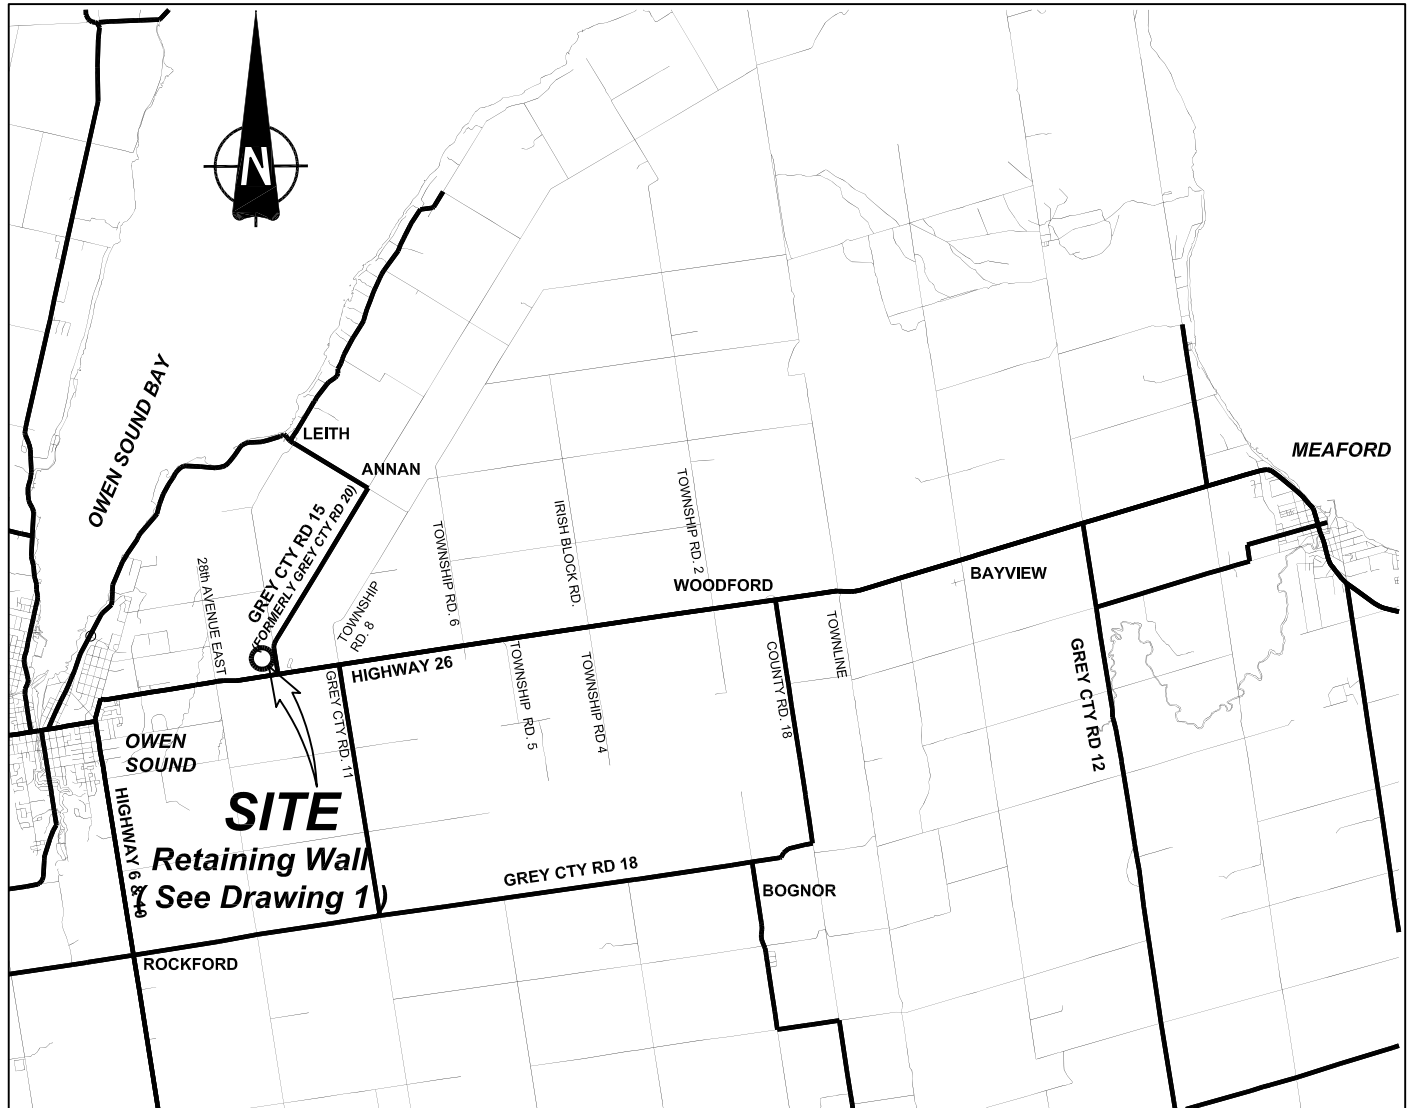 N
OWEN SOUND BAY
LEITH
ANNAN
MEAFORD
GREY CTY RD 15
(FORMERLY GREY CTY RD 20)
28th AVENUE EAST
TOWNSHIP
RD. 8
TOWNSHIP RD. 6
IRISH BLOCK RD.
TOWNSHIP RD. 2
WOODFORD
BAYVIEW
HIGHWAY 26
GREY CTY RD. 11
TOWNSHIP RD. 5
TOWNSHIP RD 4
COUNTY RD. 18
TOWNLINE
GREY CTY RD 12
OWEN
SOUND
HIGHWAY 6 & 10
SITE
Retaining Wall
( See Drawing 1 )
GREY CTY RD 18
BOGNOR
ROCKFORD